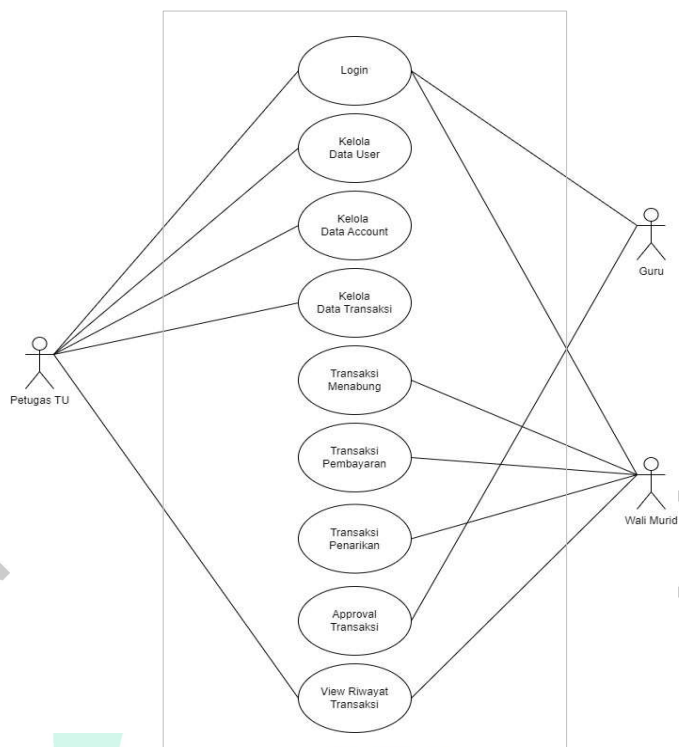 Login
Kelola
Data User
Kelola
Data Account
Guru
Kelola
Data Transaksi
Petugas TU
Transaksi
Menabung
Transaksi
Pembayaran
Wali Murid
Transaksi
Penarikan
Approval
Transaksi
View Riwayat
Transaksi